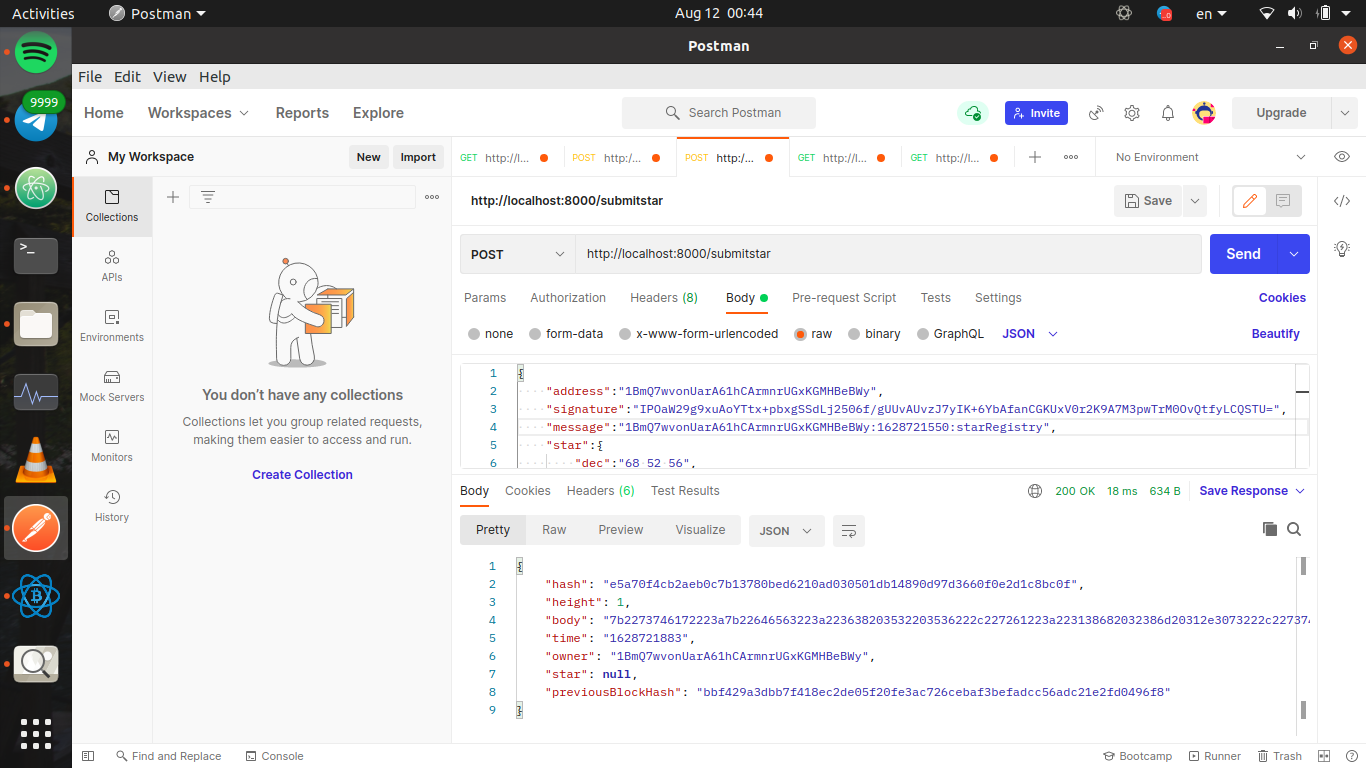 Activities Postman Aug 12 00:44 en
Postman
File Edit View Help
9999
Home Workspaces Reports Explore Search Postman Invite Upgrade
My Workspace New Import
GET http://l... POST http:/... POST http:/... GET http://l... GET http://l... No Environment
Collections
APIs
Environments
Mock Servers
Monitors
History
You don't have any collections
Collections let you group related requests,
making them easier to access and run.
Create Collection
http://localhost:8000/submitstar Save
POST http://localhost:8000/submitstar Send
Params Authorization Headers (8) Body Pre-request Script Tests Settings Cookies
none form-data x-www-form-urlencoded raw binary GraphQL JSON Beautify
1 {
2 "address":"1BmQ7wvonUarA61hCArmnrUGxKGMHBeBWy",
3 "signature":"IPOaW29g9xuAoYTtx+pbxgSSdLj2506f/gUUvAUvzJ7yIK+6YbAfanCGKUxV0r2K9A7M3pwTrM0OvQtfyLCQSTU=",
4 "message":"1BmQ7wvonUarA61hCArmnrUGxKGMHBeBWy:1628721550:starRegistry",
5 "star":{
6 "dec":"68 52 56",
Body Cookies Headers (6) Test Results 200 OK 18 ms 634 B Save Response
Pretty Raw Preview Visualize JSON
1 {
2 "hash": "e5a70f4cb2aeb0c7b13780bed6210ad030501db14890d97d3660f0e2d1c8bc0f",
3 "height": 1,
4 "body": "7b2273746172223a7b22646563223a223638203532203536222c227261223a223138682032386d20312e3073222c227374
5 "time": "1628721883",
6 "owner": "1BmQ7wvonUarA61hCArmnrUGxKGMHBeBWy",
7 "star": null,
8 "previousBlockHash": "bbf429a3dbb7f418ec2de05f20fe3ac726cebaf3befadcc56adc21e2fd0496f8"
9 }
Find and Replace Console Bootcamp Runner Trash